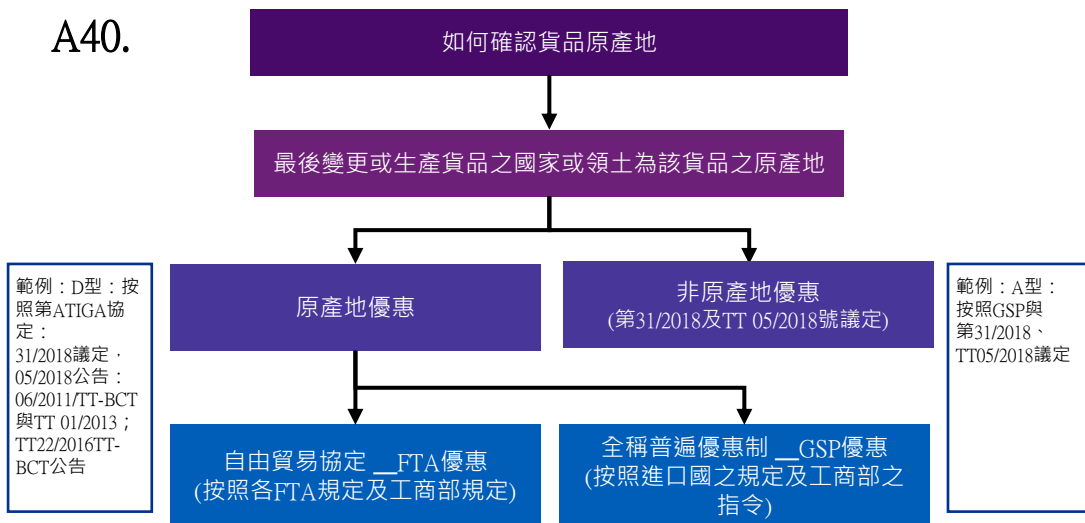 A40.
如何確認貨品原產地
最後變更或生產貨品之國家或領土為該貨品之原產地
範例：D型：按
照第ATIGA協
定：
31/2018議定，
05/2018公告：
06/2011/TT-BCT
與TT 01/2013；
TT22/2016TT-
BCT公告
原產地優惠
非原產地優惠
(第31/2018及TT 05/2018號議定)
範例：A型：
按照GSP與
第31/2018、
TT05/2018議定
自由貿易協定 __FTA優惠
(按照各FTA規定及工商部規定)
全稱普遍優惠制 __GSP優惠
(按照進口國之規定及工商部之
指令)